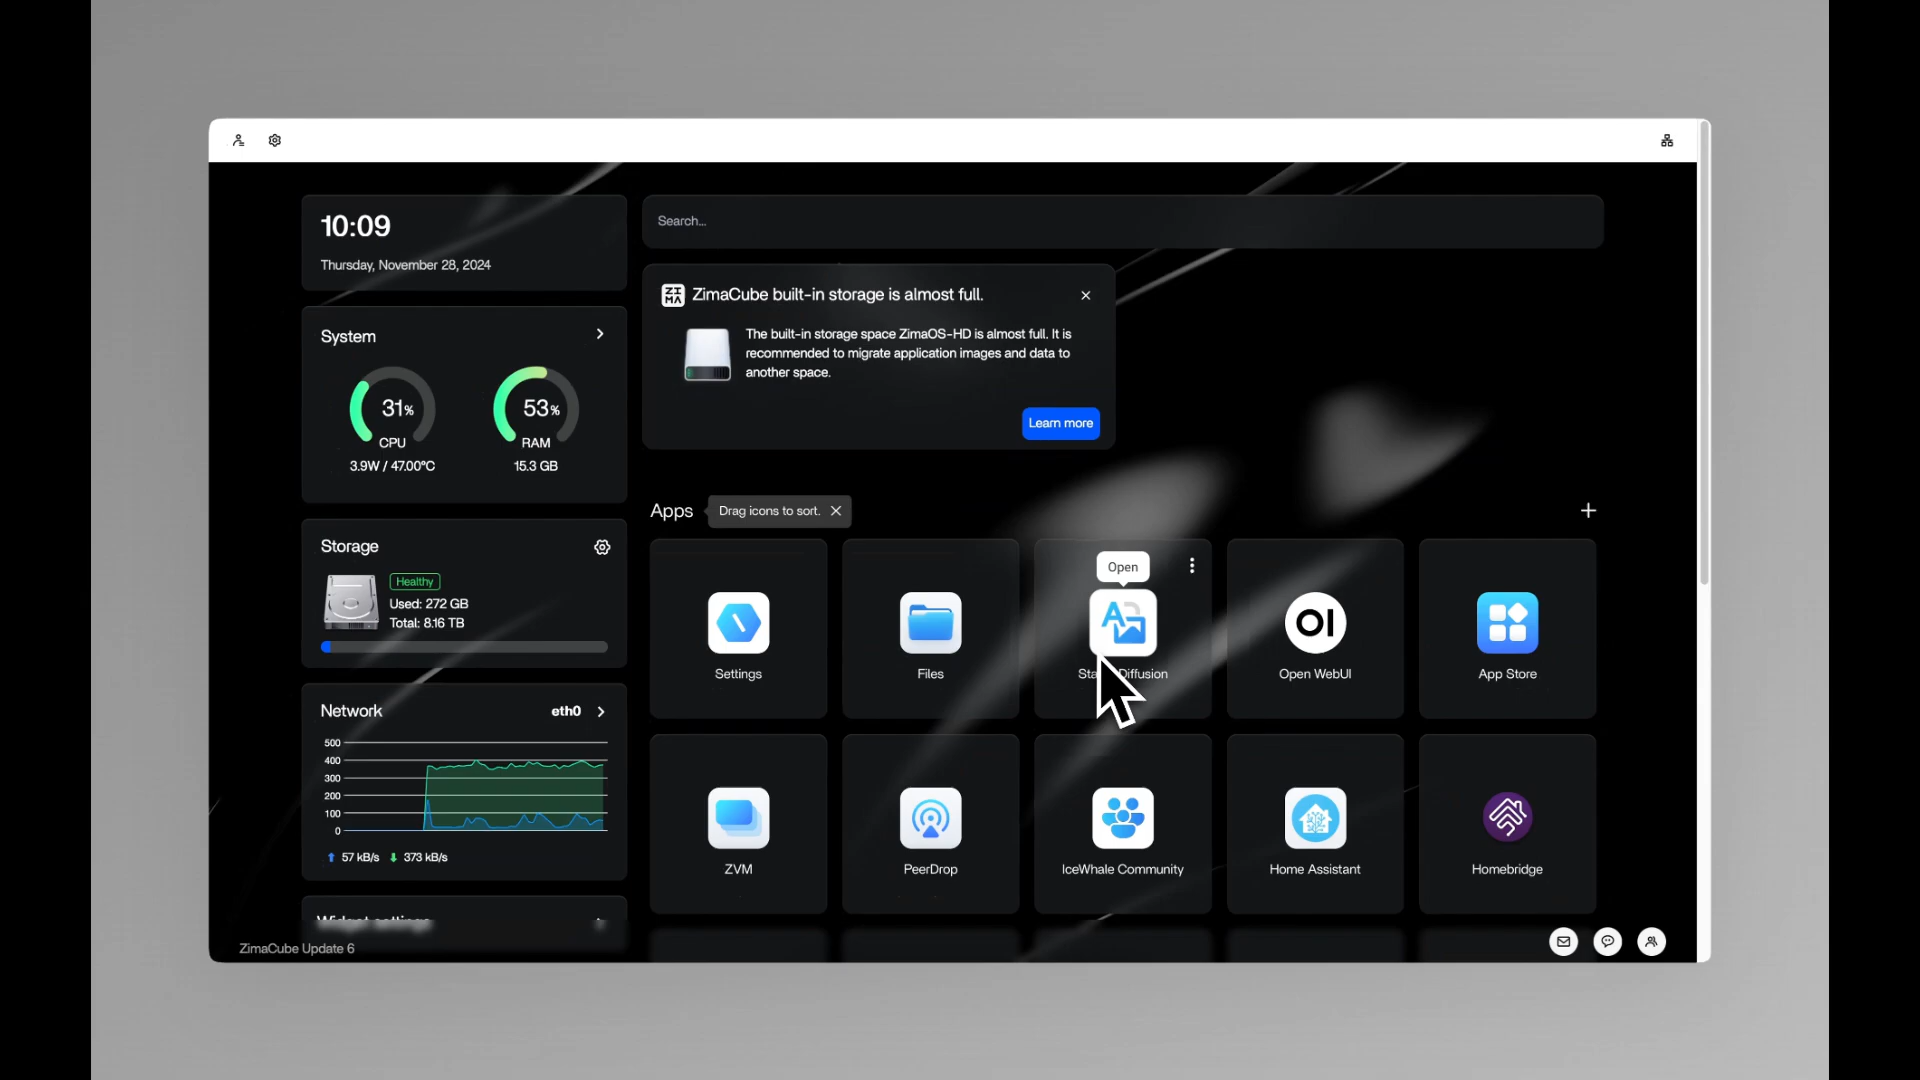 10:09
Thursday, November 28, 2024
Search...
ZI
MA
ZimaCube built-in storage is almost full.
The built-in storage space ZimaOS-HD is almost full. It is
recommended to migrate application images and data to
another space.
Learn more
System
31%
CPU
3.9W / 47.00°C
53%
RAM
15.3 GB
Storage
Healthy
Used: 272 GB
Total: 8.16 TB
Network
eth0
500
400
300
200
100
0
57 kB/s
373 kB/s
Widget settings
ZimaCube Update 6
Apps
Drag icons to sort.
Settings
Files
Open
Diffusion
Open WebUI
App Store
ZVM
PeerDrop
IceWhale Community
Home Assistant
Homebridge